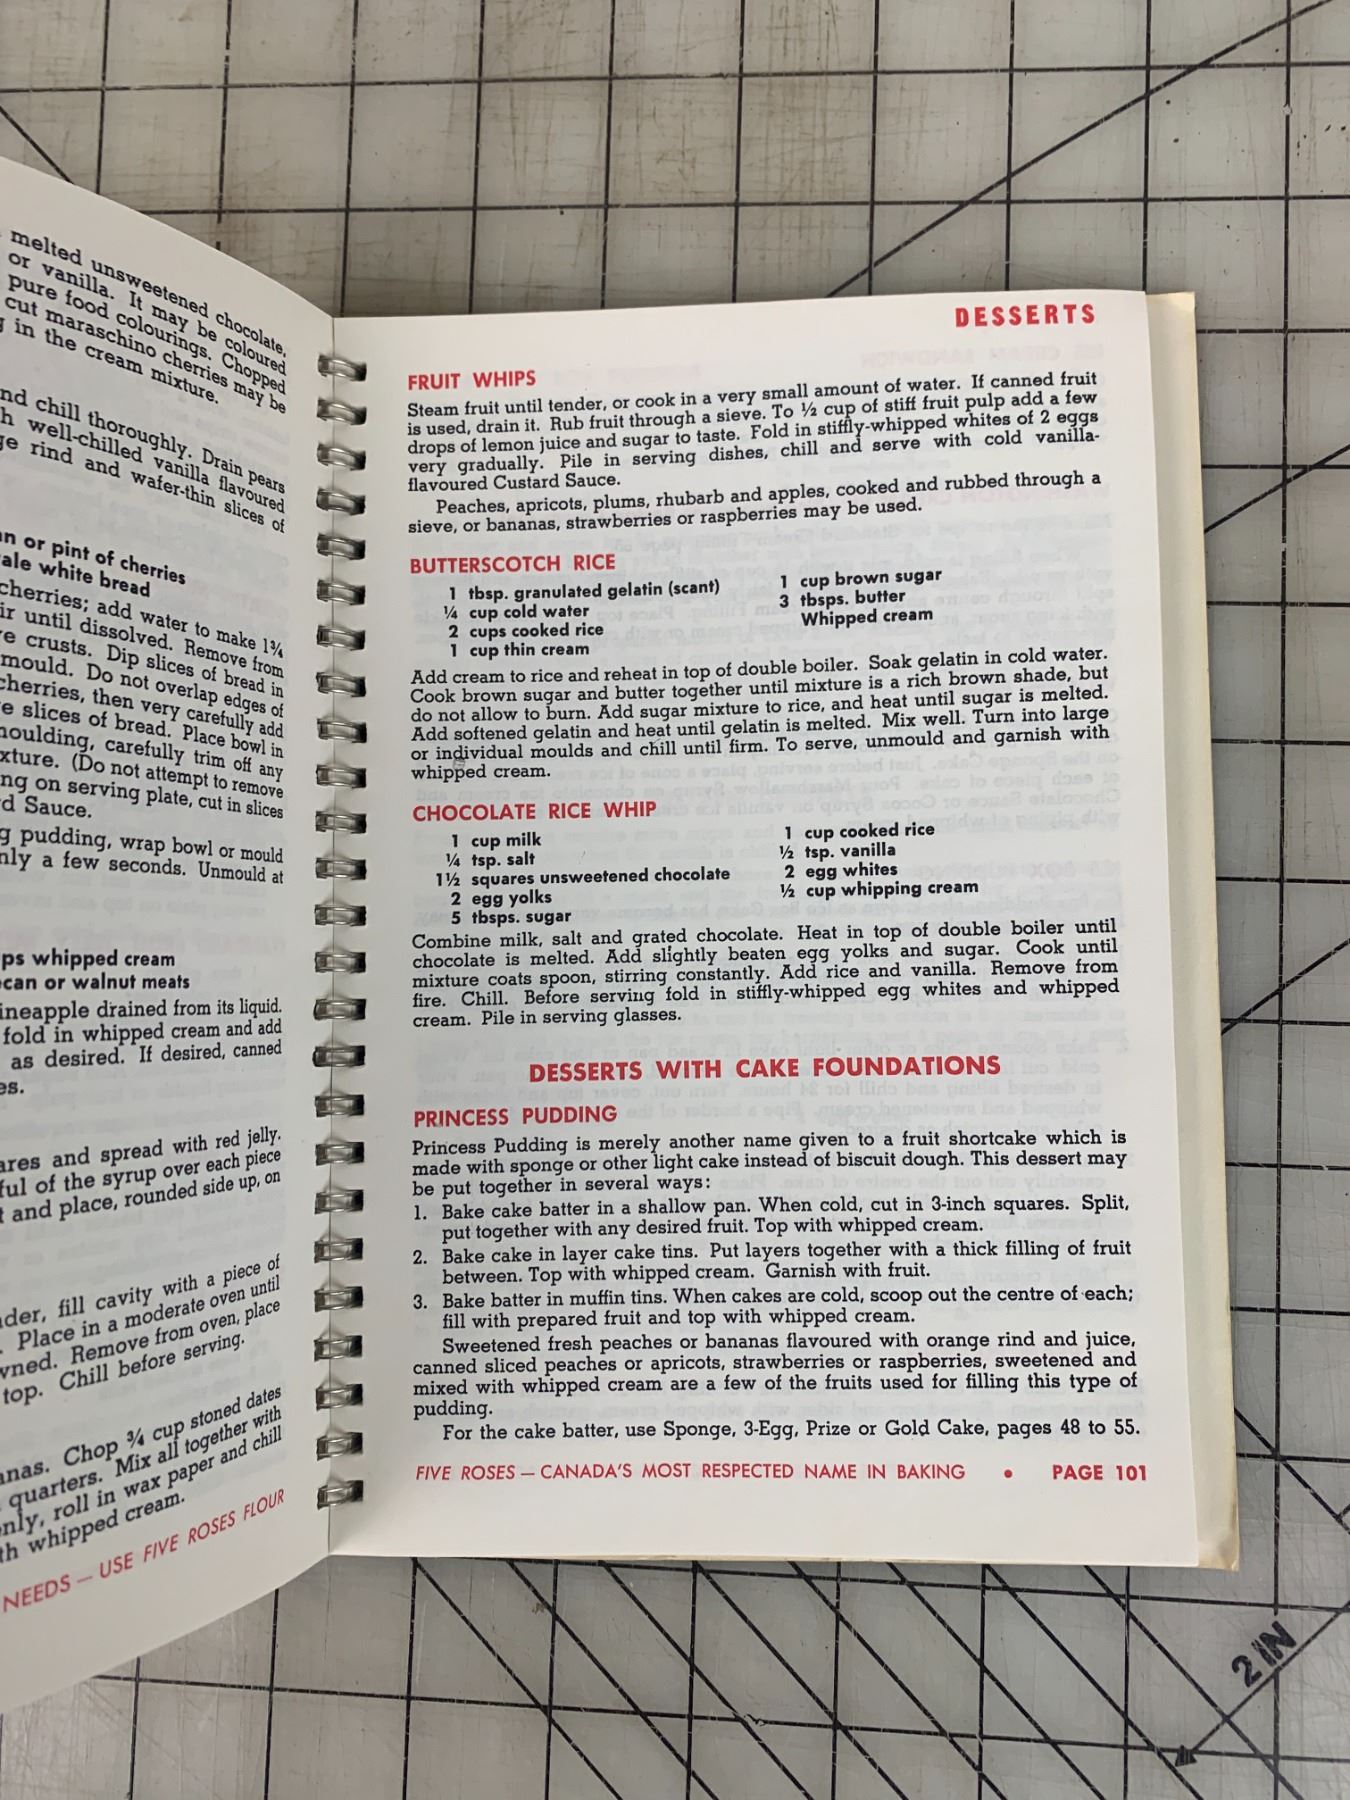 melted unsweetened chocolate,
or vanilla. It may be coloured
pure food colourings. Chopped
cut maraschino cherries may be
in the cream mixture.
nd chill thoroughly. Drain pears
h well-chilled vanilla flavoured
ge rind and wafer-thin slices of
an or pint of cherries
ale white bread
cherries; add water to make 1¾
ir until dissolved. Remove from
e crusts. Dip slices of bread in
mould. Do not overlap edges of
cherries, then very carefully add
e slices of bread. Place bowl in
moulding, carefully trim off any
xture. (Do not attempt to remove
ng on serving plate, cut in slices
d Sauce.
g pudding, wrap bowl or mould
nly a few seconds. Unmould at
ps whipped cream
can or walnut meats
ineapple drained from its liquid.
fold in whipped cream and add
as desired. If desired, canned
es.
ares and spread with red jelly.
ful of the syrup over each piece
t and place, rounded side up, on
der, fill cavity with a piece of
. Place in a moderate oven until
wned. Remove from oven, place
top. Chill before serving.
anas. Chop ¾ cup stoned dates
quarters. Mix all together with
nly, roll in wax paper and chill
th whipped cream.
NEEDS — USE FIVE ROSES FLOUR
DESSERTS
FRUIT WHIPS
Steam fruit until tender, or cook in a very small amount of water. If canned fruit
is used, drain it. Rub fruit through a sieve. To ½ cup of stiff fruit pulp add a few
drops of lemon juice and sugar to taste. Fold in stiffly-whipped whites of 2 eggs
very gradually. Pile in serving dishes, chill and serve with cold vanilla-
flavoured Custard Sauce.
Peaches, apricots, plums, rhubarb and apples, cooked and rubbed through a
sieve, or bananas, strawberries or raspberries may be used.
BUTTERSCOTCH RICE
1 tbsp. granulated gelatin (scant)
¼ cup cold water
2 cups cooked rice
1 cup thin cream
1 cup brown sugar
3 tbsps. butter
Whipped cream
Add cream to rice and reheat in top of double boiler. Soak gelatin in cold water.
Cook brown sugar and butter together until mixture is a rich brown shade, but
do not allow to burn. Add sugar mixture to rice, and heat until sugar is melted.
Add softened gelatin and heat until gelatin is melted. Mix well. Turn into large
or individual moulds and chill until firm. To serve, unmould and garnish with
whipped cream.
CHOCOLATE RICE WHIP
1 cup milk
¼ tsp. salt
1½ squares unsweetened chocolate
2 egg yolks
5 tbsps. sugar
1 cup cooked rice
½ tsp. vanilla
2 egg whites
½ cup whipping cream
Combine milk, salt and grated chocolate. Heat in top of double boiler until
chocolate is melted. Add slightly beaten egg yolks and sugar. Cook until
mixture coats spoon, stirring constantly. Add rice and vanilla. Remove from
fire. Chill. Before serving fold in stiffly-whipped egg whites and whipped
cream. Pile in serving glasses.
DESSERTS WITH CAKE FOUNDATIONS
PRINCESS PUDDING
Princess Pudding is merely another name given to a fruit shortcake which is
made with sponge or other light cake instead of biscuit dough. This dessert may
be put together in several ways:
1. Bake cake batter in a shallow pan. When cold, cut in 3-inch squares. Split,
put together with any desired fruit. Top with whipped cream.
2. Bake cake in layer cake tins. Put layers together with a thick filling of fruit
between. Top with whipped cream. Garnish with fruit.
3. Bake batter in muffin tins. When cakes are cold, scoop out the centre of each;
fill with prepared fruit and top with whipped cream.
Sweetened fresh peaches or bananas flavoured with orange rind and juice,
canned sliced peaches or apricots, strawberries or raspberries, sweetened and
mixed with whipped cream are a few of the fruits used for filling this type of
pudding.
For the cake batter, use Sponge, 3-Egg, Prize or Gold Cake, pages 48 to 55.
FIVE ROSES — CANADA'S MOST RESPECTED NAME IN BAKING • PAGE 101
2 IN